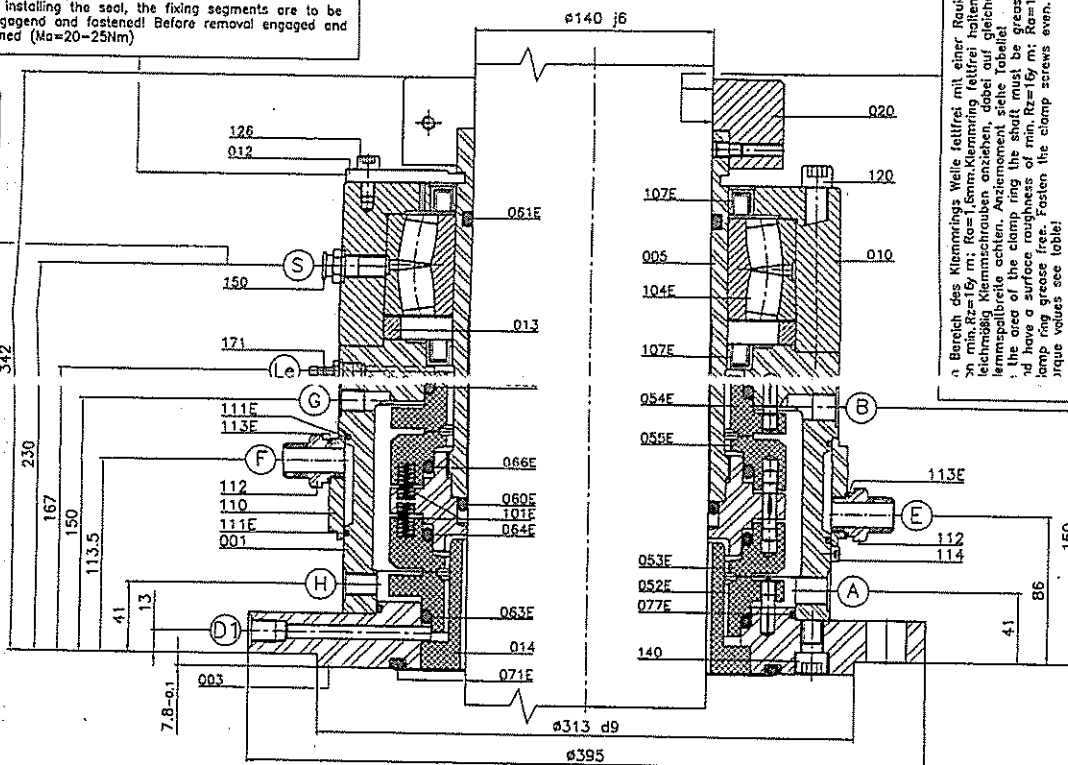 installing the seal, the fixing segments are to be
gagend and fastened! Before removal engaged and
ned (Ma=20-25Nm)
ø140 j6
126
012
061E
S
150
013
171
Le
G
111E
113E
F
112
110
111E
001
H
D1
003
066E
060E
101E
064E
063E
014
071E
342
230
167
150
113.5
41
13
7.8-0.1
020
120
107E
005
010
104E
107E
054E
B
055E
113E
E
112
114
053E
052E
A
077E
140
86
41
150
ø313 d9
ø395
Bereich des Klemmrings Welle fettfrei mit einer Raui
on min. Rz=16y m; Ra=1,6mm.Klemmring fettfrei halten
leichmäßig Klemmschrauben anziehen, dabei auf gleich
lemmspaltbreite achten. Anziemoment siehe Tabelle!
the area of the clamp ring the shaft must be greas
nd have a surface roughness of min. Rz=16y m; Ra=1
lamp ring grease free. Fasten the clamp screws even.
orque values see table!